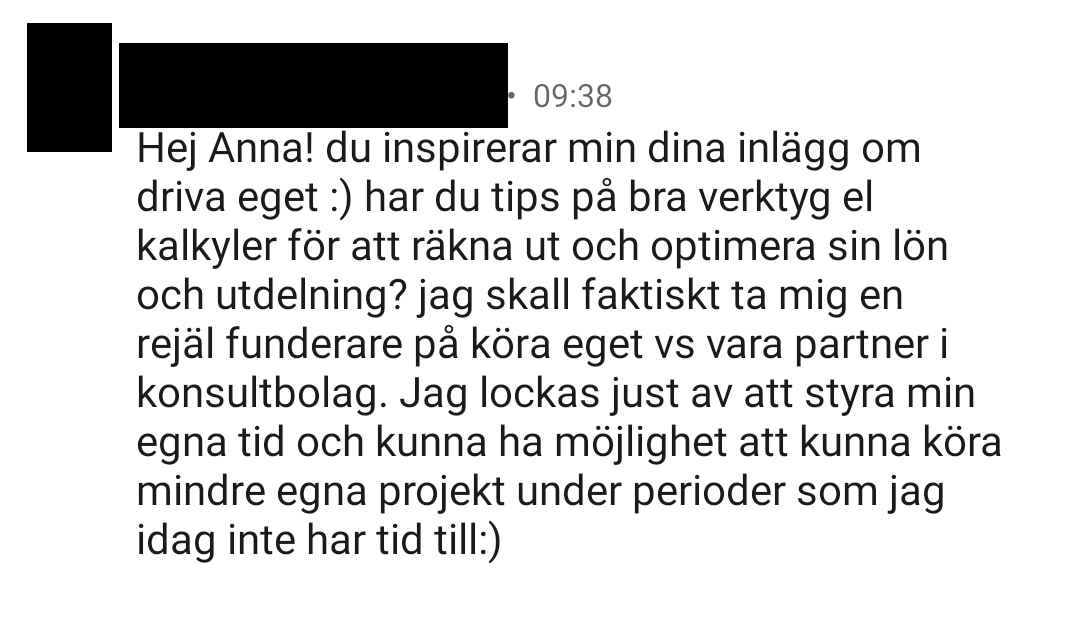 • 09:38
Hej Anna! du inspirerar min dina inlägg om
driva eget :) har du tips på bra verktyg el
kalkyler för att räkna ut och optimera sin lön
och utdelning? jag skall faktiskt ta mig en
rejäl funderare på köra eget vs vara partner i
konsultbolag. Jag lockas just av att styra min
egna tid och kunna ha möjlighet att kunna köra
mindre egna projekt under perioder som jag
idag inte har tid till:)